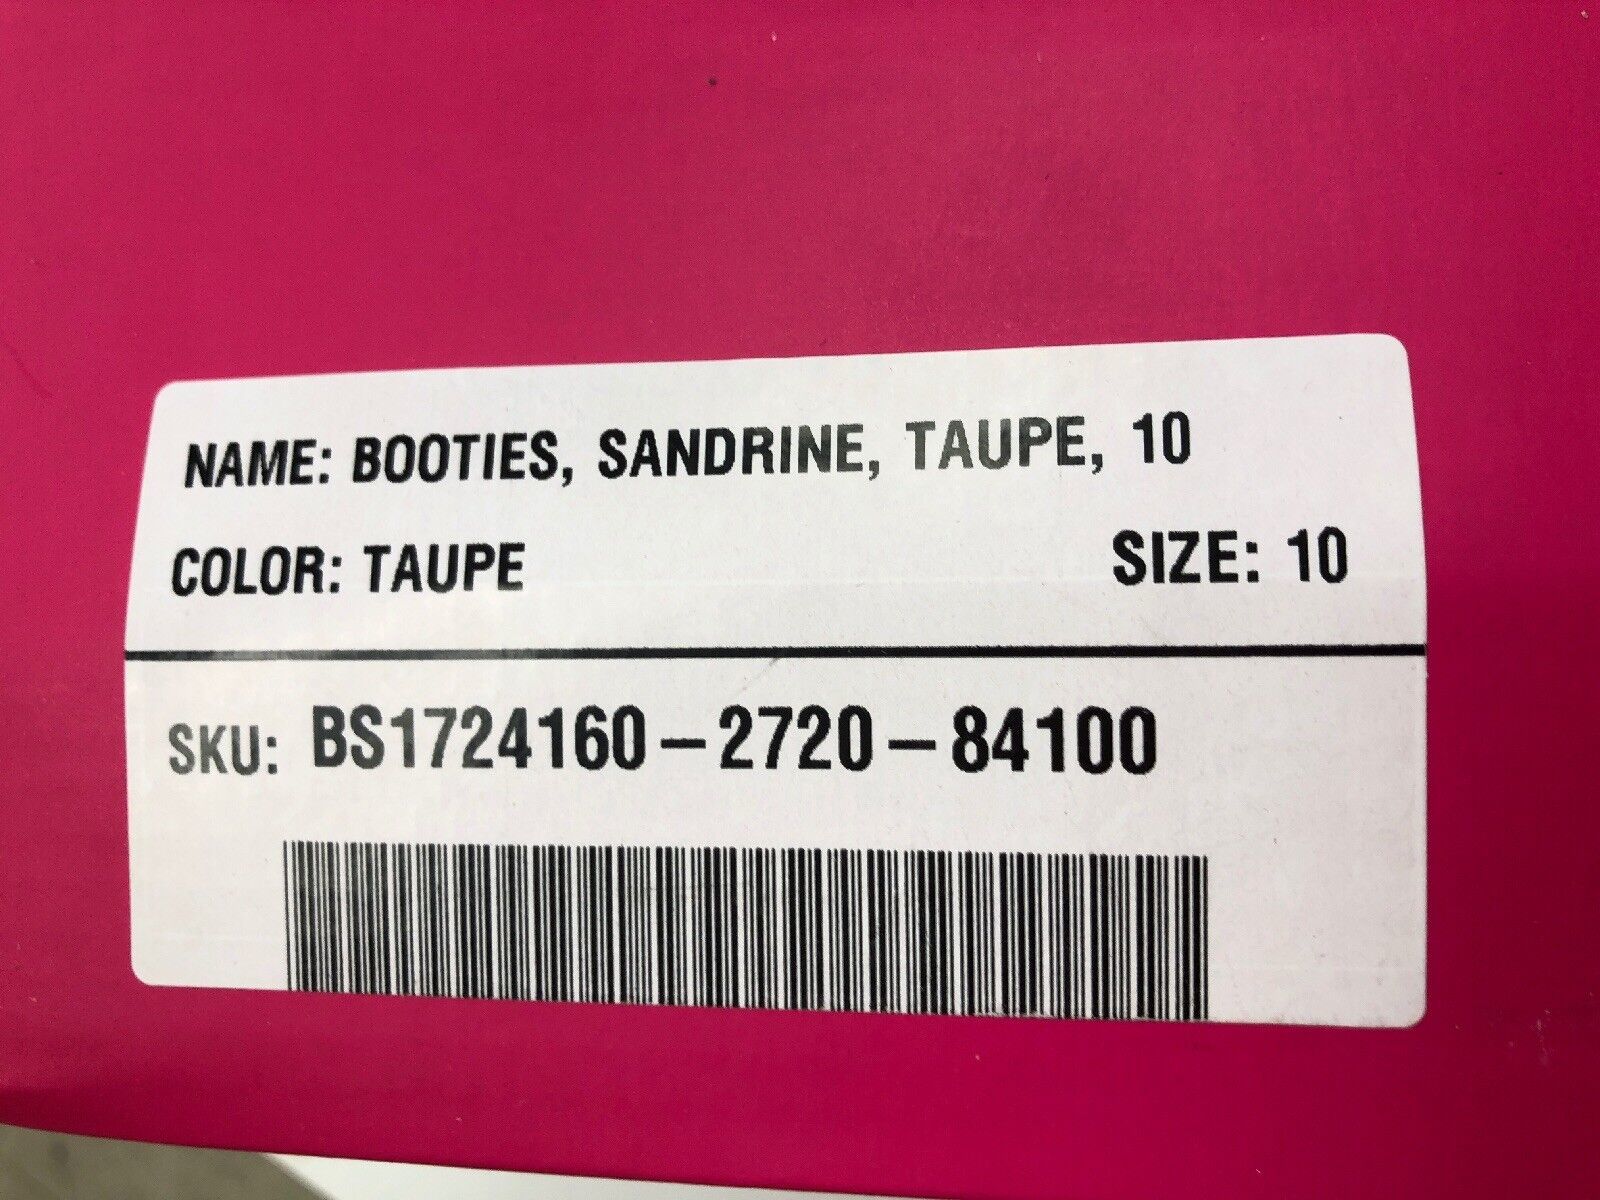 NAME: BOOTIES, SANDRINE, TAUPE, 10
COLOR: TAUPE SIZE: 10
SKU: BS1724160-2720-84100